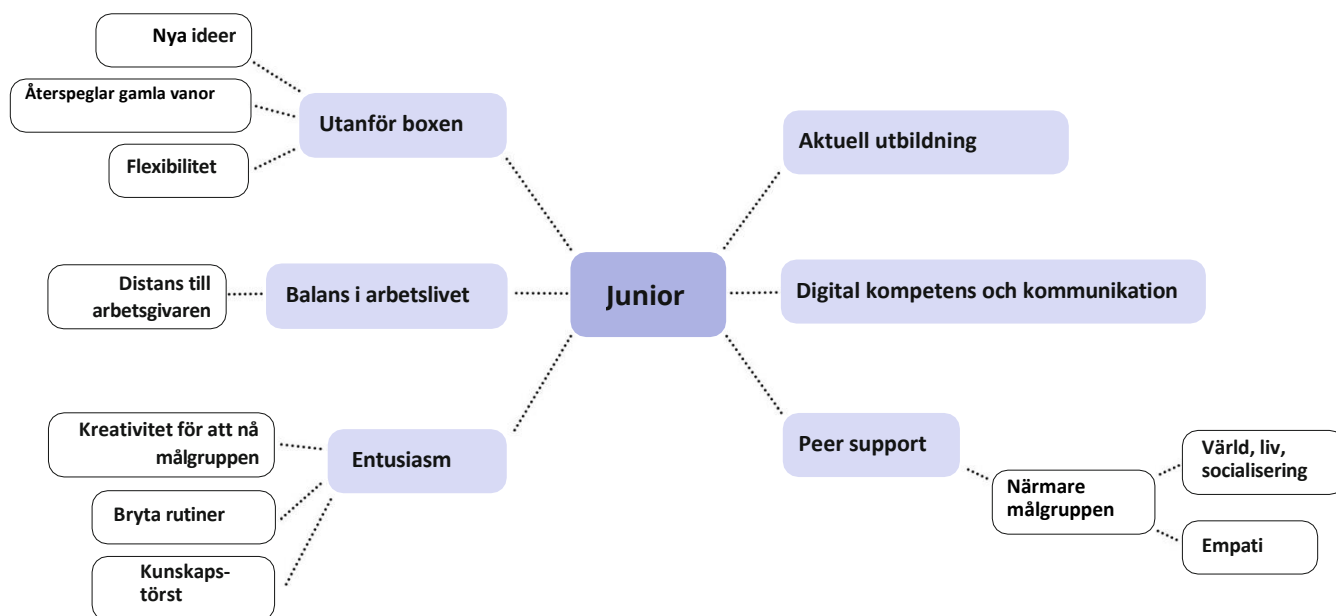 Nya ideer
Återspeglar gamla vanor
Flexibilitet
Utanför boxen
Aktuell utbildning
Distans till
arbetsgivaren
Balans i arbetslivet
Junior
Digital kompetens och kommunikation
Kreativitet för att nå
målgruppen
Bryta rutiner
Kunskaps-
törst
Entusiasm
Peer support
Närmare
målgruppen
Värld, liv,
socialisering
Empati